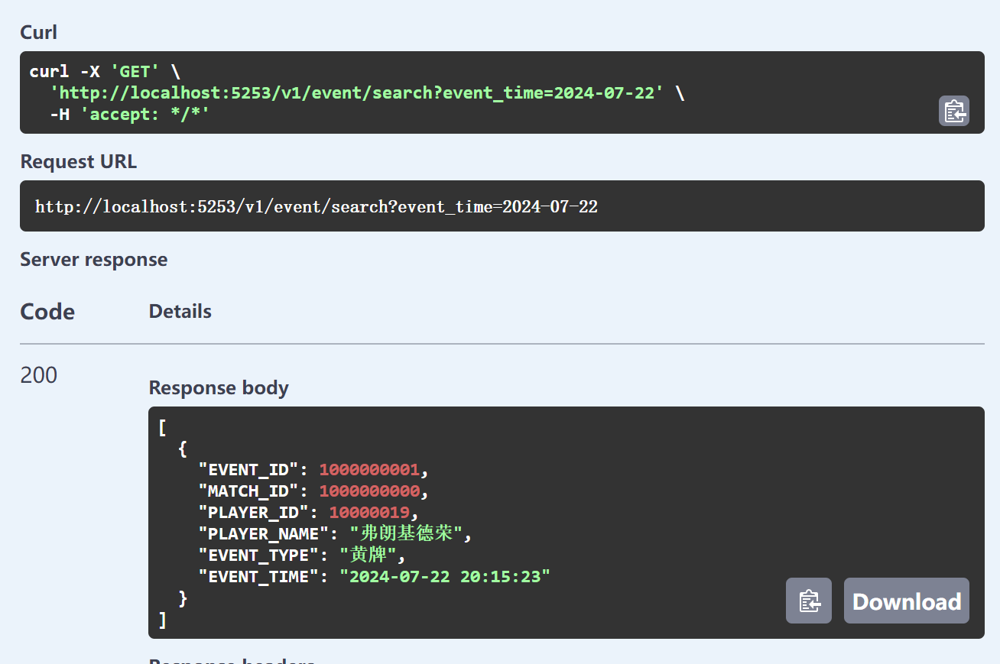 Curl
curl -X 'GET' \
'http://localhost:5253/v1/event/search?event_time=2024-07-22' \
-H 'accept: */*'
Request URL
http://localhost:5253/v1/event/search?event_time=2024-07-22
Server response
Code Details
200
Response body
[
{
"EVENT_ID": 1000000001,
"MATCH_ID": 1000000000,
"PLAYER_ID": 10000019,
"PLAYER_NAME": "弗朗基德荣",
"EVENT_TYPE": "黄牌",
"EVENT_TIME": "2024-07-22 20:15:23"
}
]
Download
Response headers